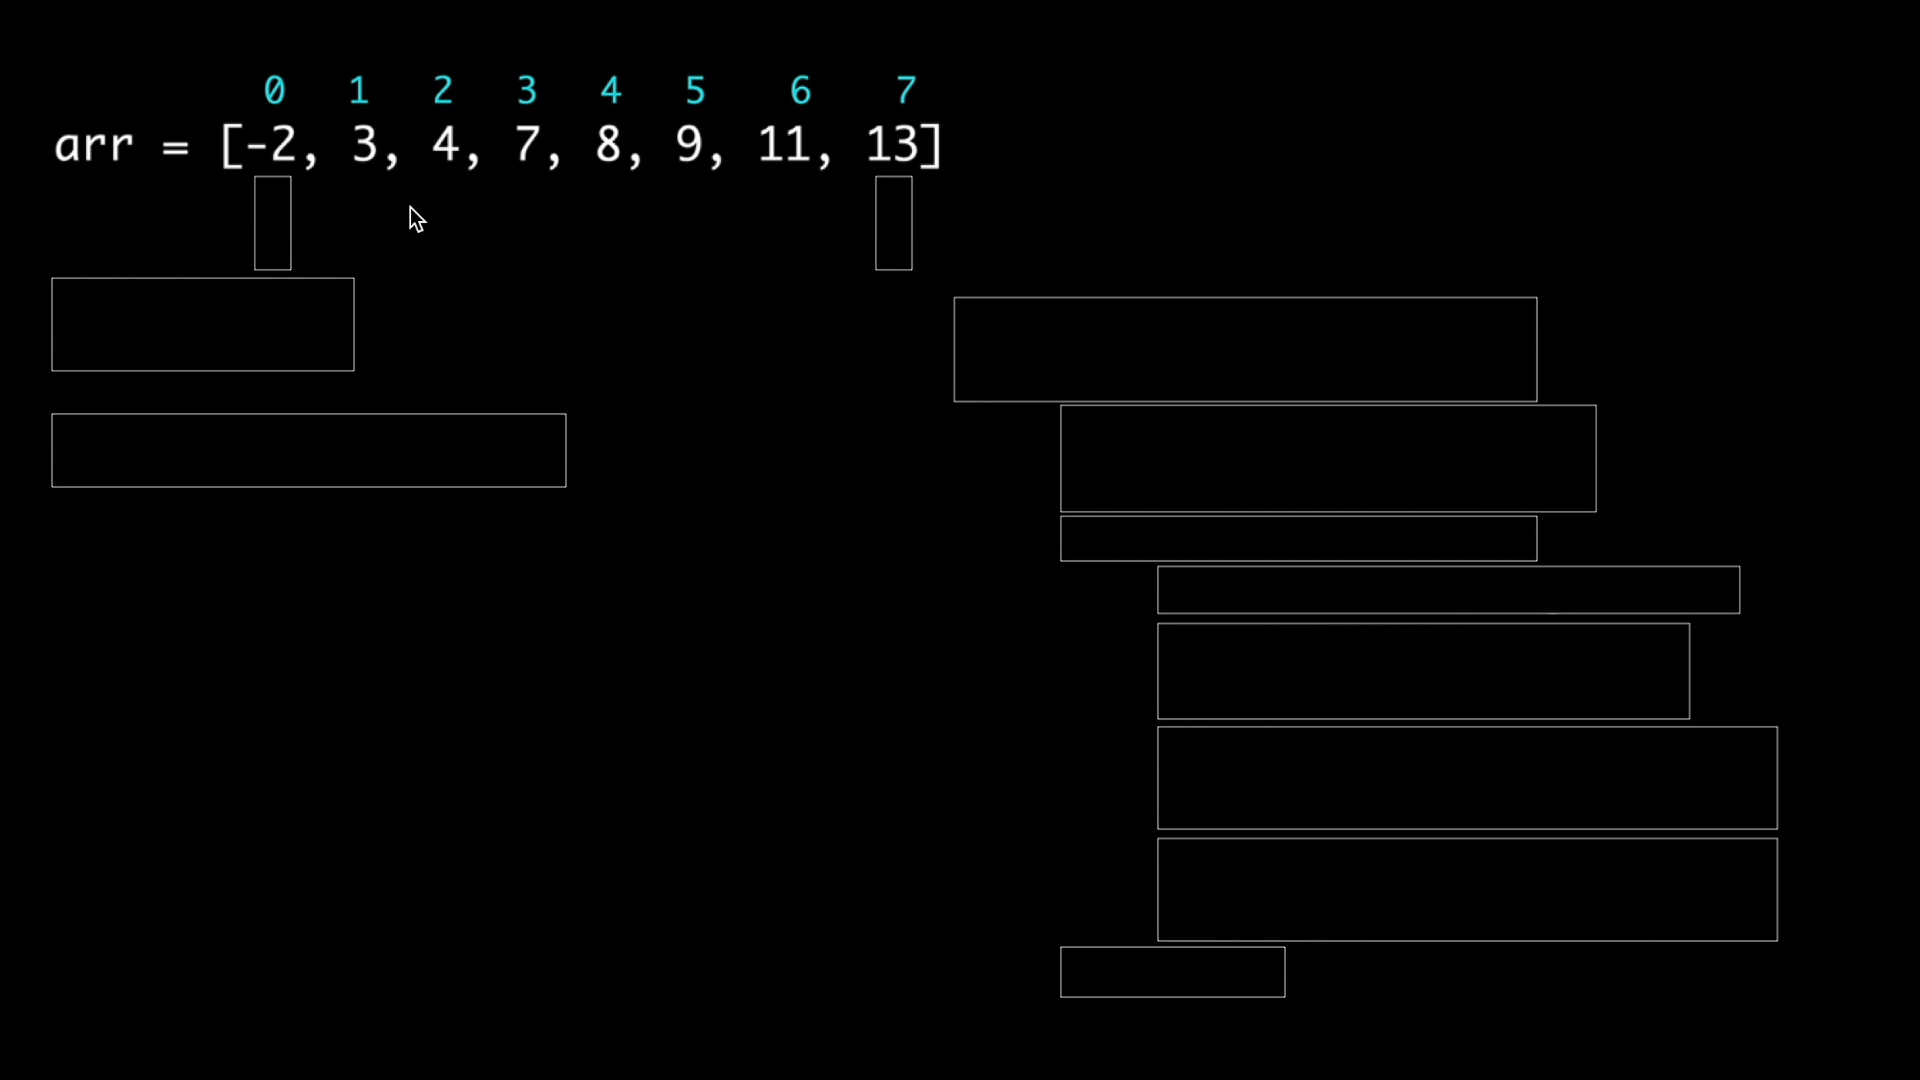 0 1 2 3 4 5 6 7
arr = [-2, 3, 4, 7, 8, 9, 11, 13]